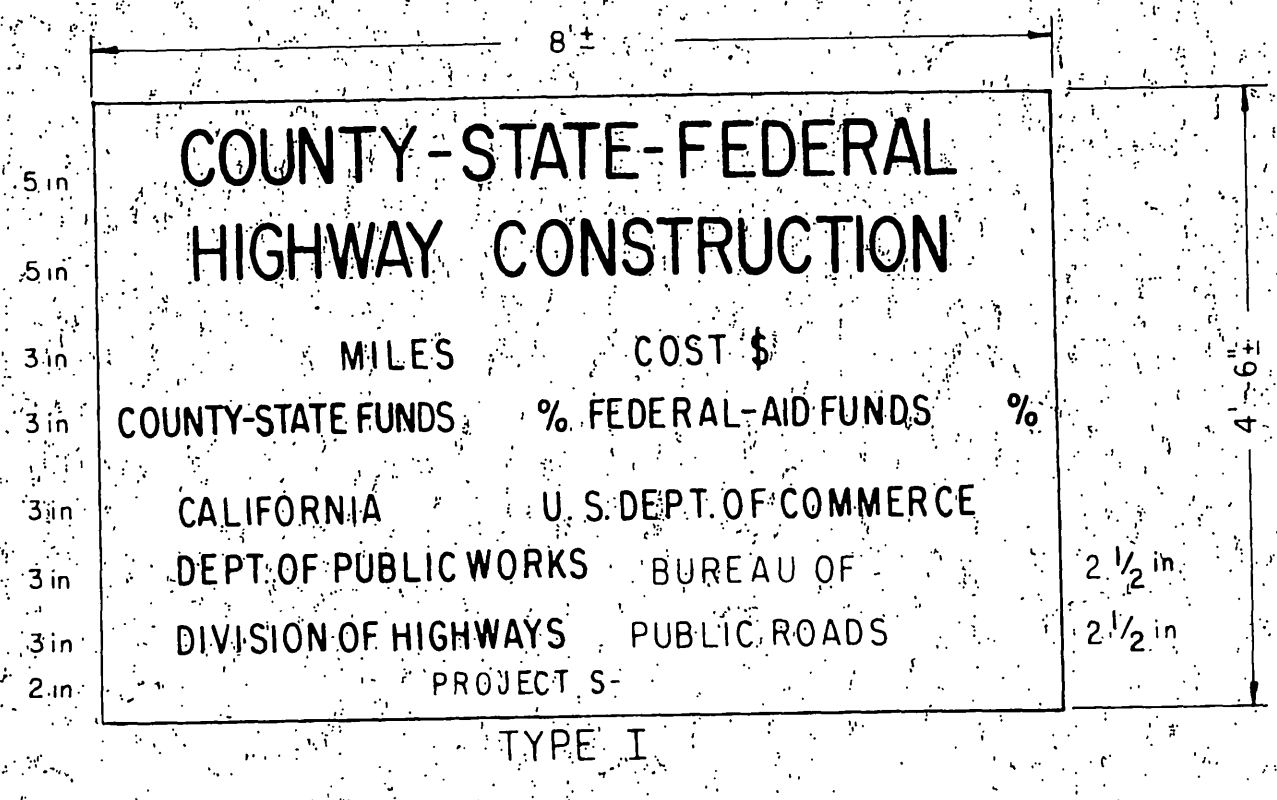 8' ±
COUNTY-STATE-FEDERAL
5 in
HIGHWAY CONSTRUCTION
5 in
MILES COST $
3 in
4'-6" ±
COUNTY-STATE FUNDS % FEDERAL-AID FUNDS %
3 in
CALIFORNIA U. S. DEPT. OF COMMERCE
3 in
DEPT. OF PUBLIC WORKS BUREAU OF
3 in
2 1/2 in
DIVISION OF HIGHWAYS PUBLIC ROADS
3 in
2 1/2 in
PROJECT S-
2 in
TYPE I